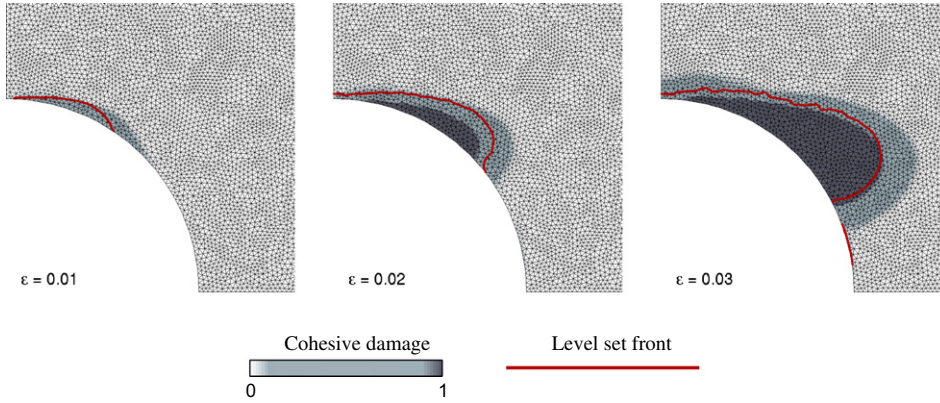 ε = 0.01
ε = 0.02
ε = 0.03
Cohesive damage
Level set front
0
1